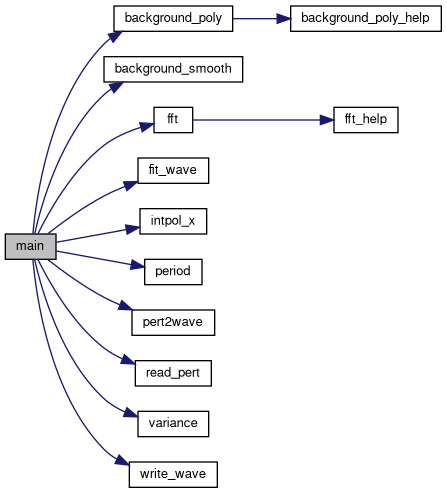 background_poly
background_poly_help
background_smooth
fft
fft_help
fit_wave
intpol_x
main
period
pert2wave
read_pert
variance
write_wave